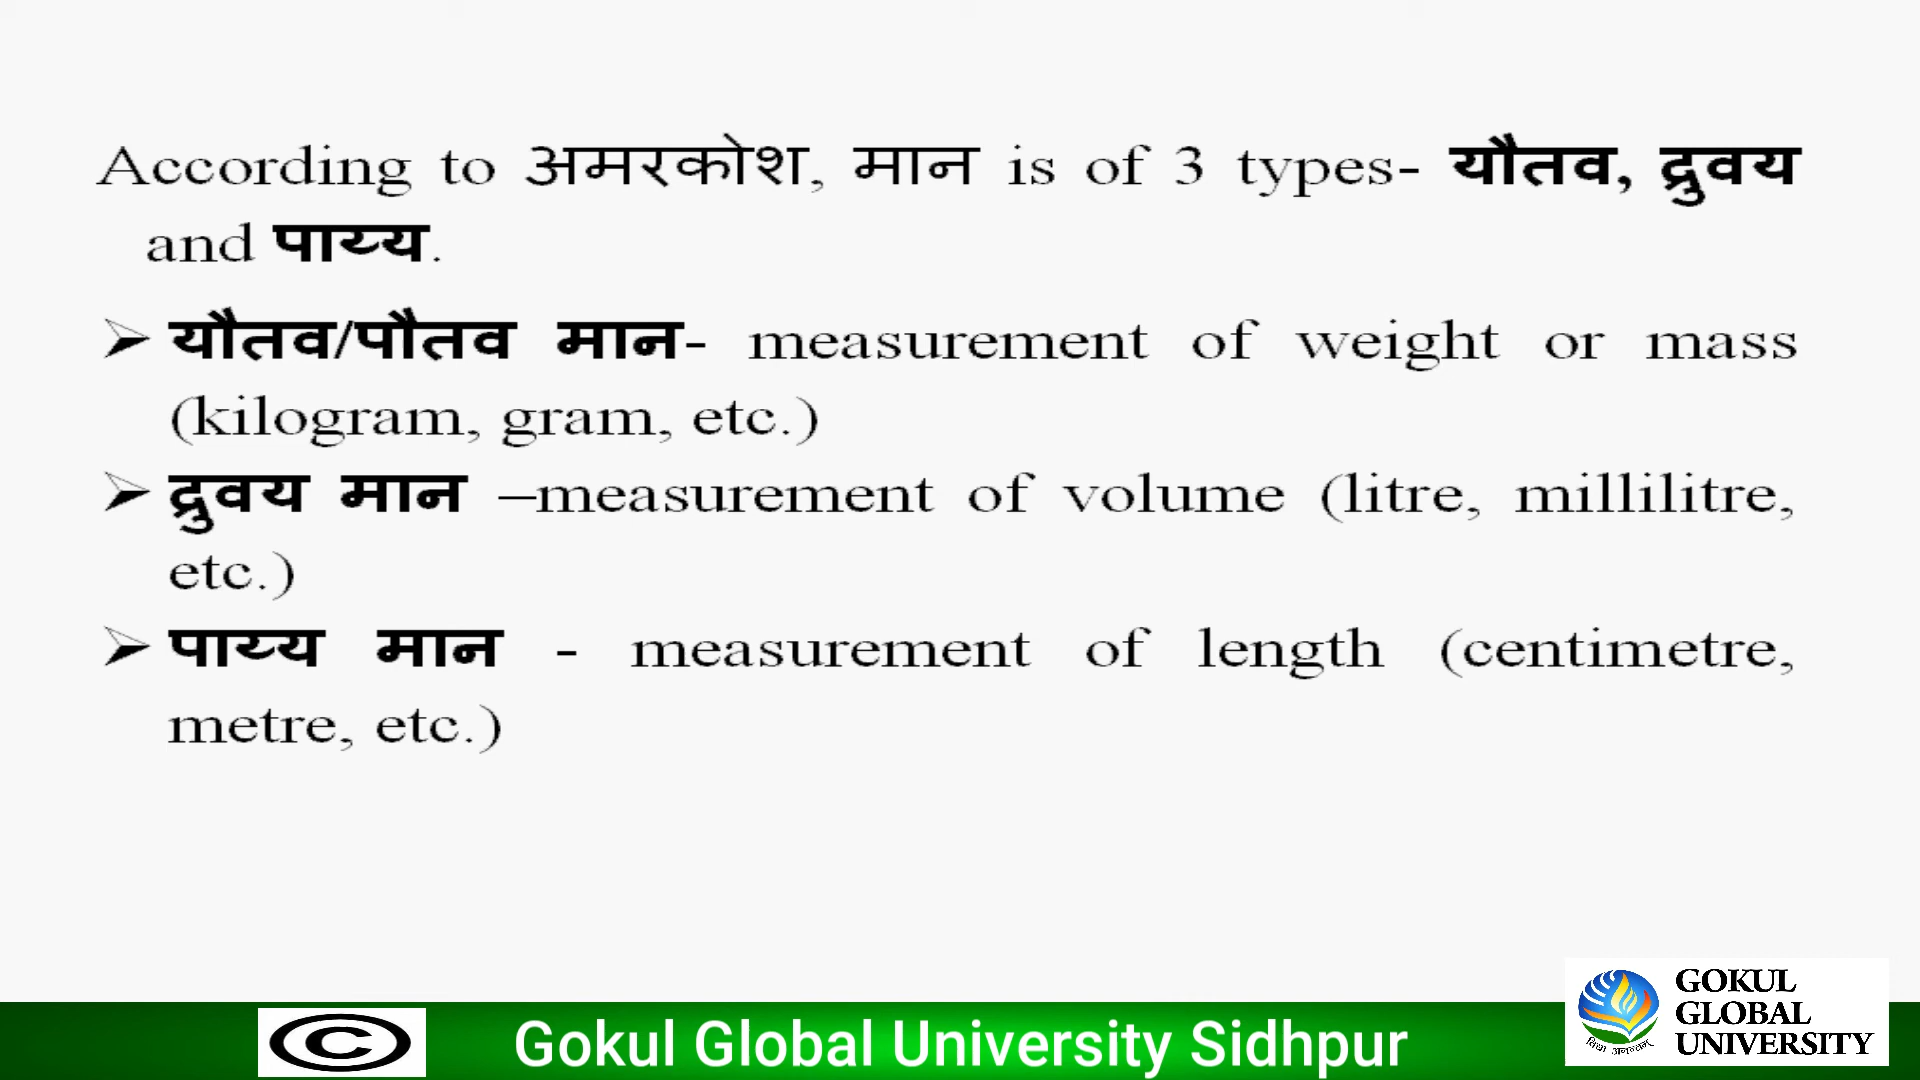 According to अमरकोश, मान is of 3 types- यौतव, द्रुवय
and पाय्य.
➢ यौतव/पौतव मान- measurement of weight or mass
(kilogram, gram, etc.)
➢ द्रुवय मान –measurement of volume (litre, millilitre,
etc.)
➢ पाय्य मान - measurement of length (centimetre,
metre, etc.)
©
Gokul Global University Sidhpur
GOKUL
GLOBAL
UNIVERSITY